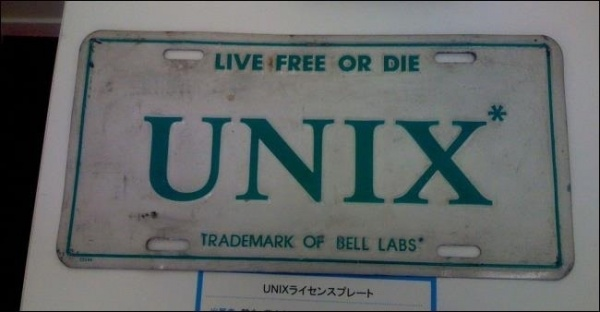 LIVE FREE OR DIE
UNIX*
TRADEMARK OF BELL LABS*
UNIXライセンスプレート